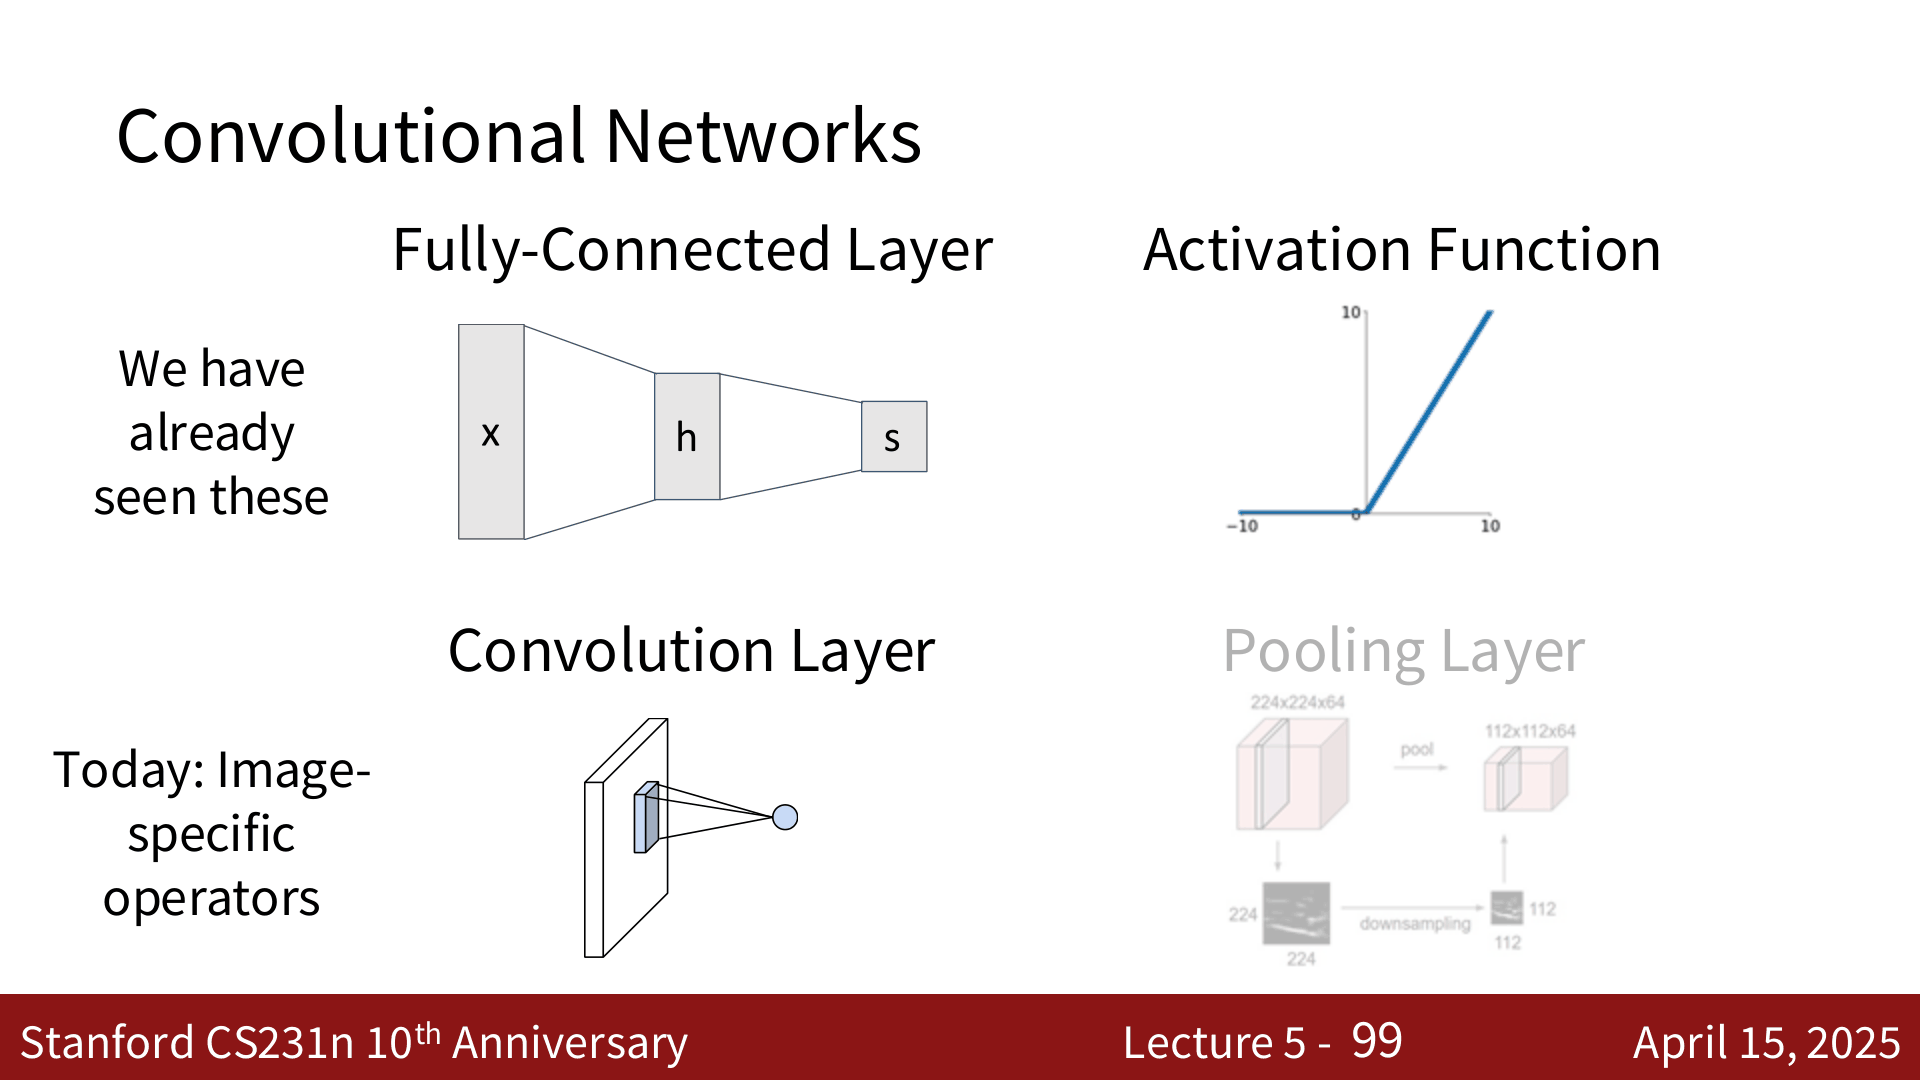 Convolutional Networks
Fully-Connected Layer
Activation Function
We have
already
seen these
x
h
s
10
0
−10
10
Convolution Layer
Pooling Layer
Today: Image-
specific
operators
224x224x64
112x112x64
pool
224
224
downsampling
112
112
Stanford CS231n 10th Anniversary
Lecture 5 - 99
April 15, 2025